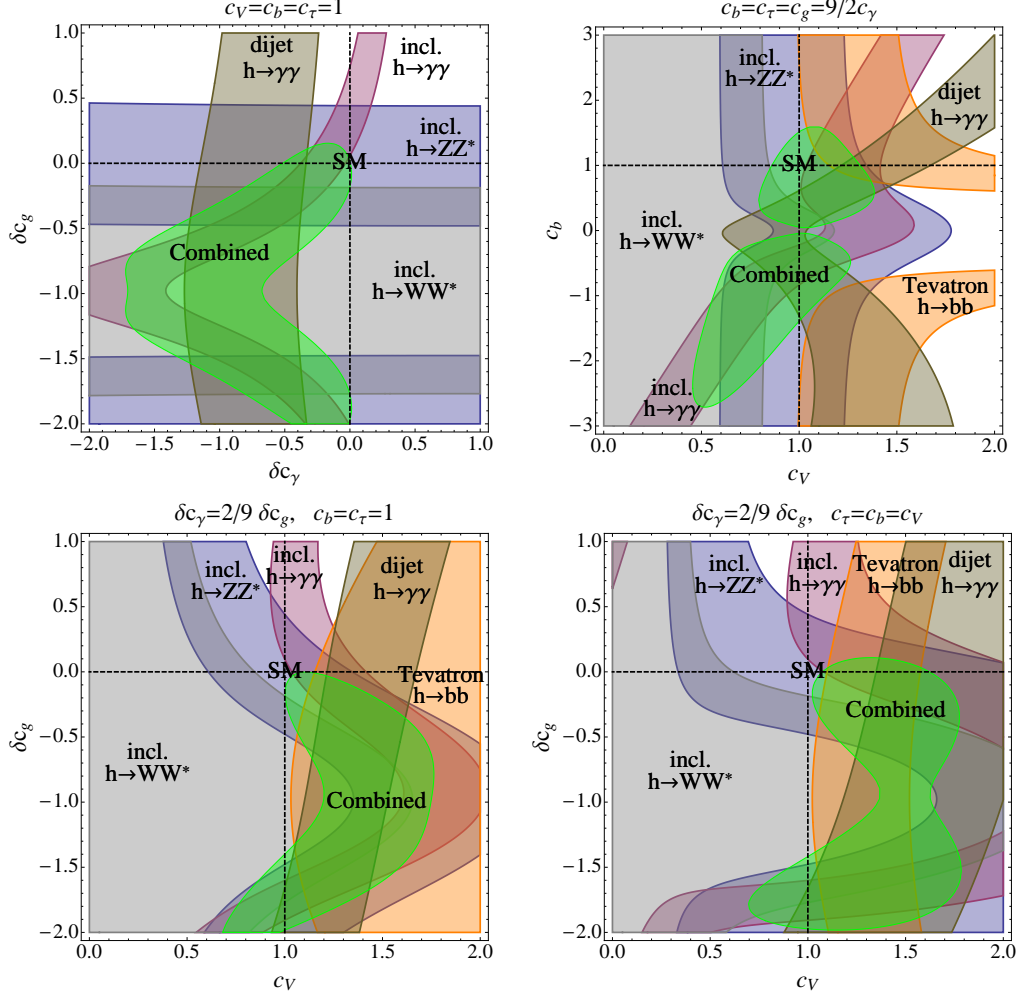 c_V=c_b=c_τ=1
1.0
0.5
0.0
−0.5
−1.0
−1.5
−2.0
δc_g
dijet
h→γγ
incl.
h→γγ
incl.
h→ZZ*
SM
Combined
incl.
h→WW*
−2.0
−1.5
−1.0
−0.5
0.0
0.5
1.0
δc_γ
c_b=c_τ=c_g=9/2c_γ
3
2
1
0
−1
−2
−3
c_b
incl.
h→ZZ*
dijet
h→γγ
SM
incl.
h→WW*
Combined
Tevatron
h→bb
incl.
h→γγ
0.0
0.5
1.0
1.5
2.0
c_V
δc_γ=2/9 δc_g, c_b=c_τ=1
1.0
0.5
0.0
−0.5
−1.0
−1.5
−2.0
δc_g
incl.
h→ZZ*
incl.
h→γγ
dijet
h→γγ
SM
Tevatron
h→bb
incl.
h→WW*
Combined
0.0
0.5
1.0
1.5
2.0
c_V
δc_γ=2/9 δc_g, c_τ=c_b=c_V
1.0
0.5
0.0
−0.5
−1.0
−1.5
−2.0
δc_g
incl.
h→ZZ*
incl.
h→γγ
Tevatron
h→bb
dijet
h→γγ
SM
Combined
incl.
h→WW*
0.0
0.5
1.0
1.5
2.0
c_V